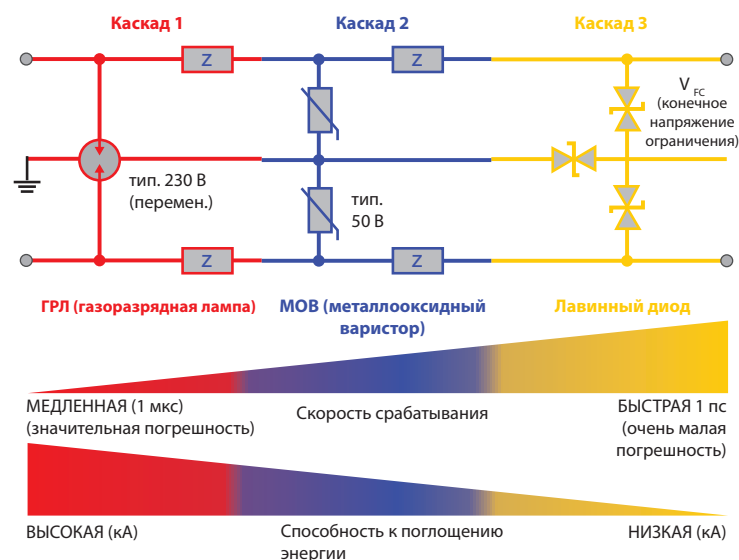 Каскад 1
Каскад 2
Каскад 3
Z
Z
V FC
(конечное
напряжение
ограничения)
тип. 230 В
(перемен.)
тип.
50 В
Z
Z
ГРЛ (газоразрядная лампа)
МОВ (металлооксидный
варистор)
Лавинный диод
МЕДЛЕННАЯ (1 мкс)
(значительная погрешность)
Скорость срабатывания
БЫСТРАЯ 1 пс
(очень малая
погрешность)
ВЫСОКАЯ (кА)
Способность к поглощению
энергии
НИЗКАЯ (кА)